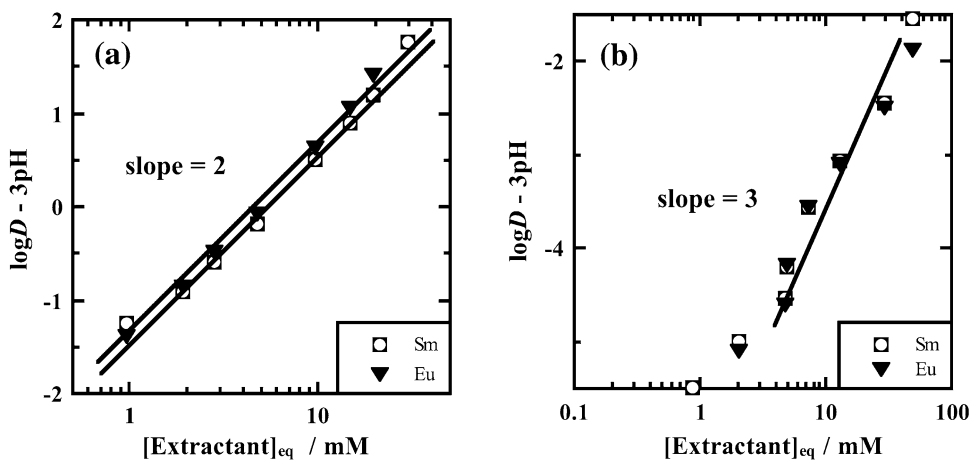 (a)
logD - 3pH
2
1
0
-1
-2
slope = 2
Sm
Eu
1
10
[Extractant]eq / mM
(b)
logD - 3pH
-2
-4
slope = 3
Sm
Eu
0.1
1
10
100
[Extractant]eq / mM